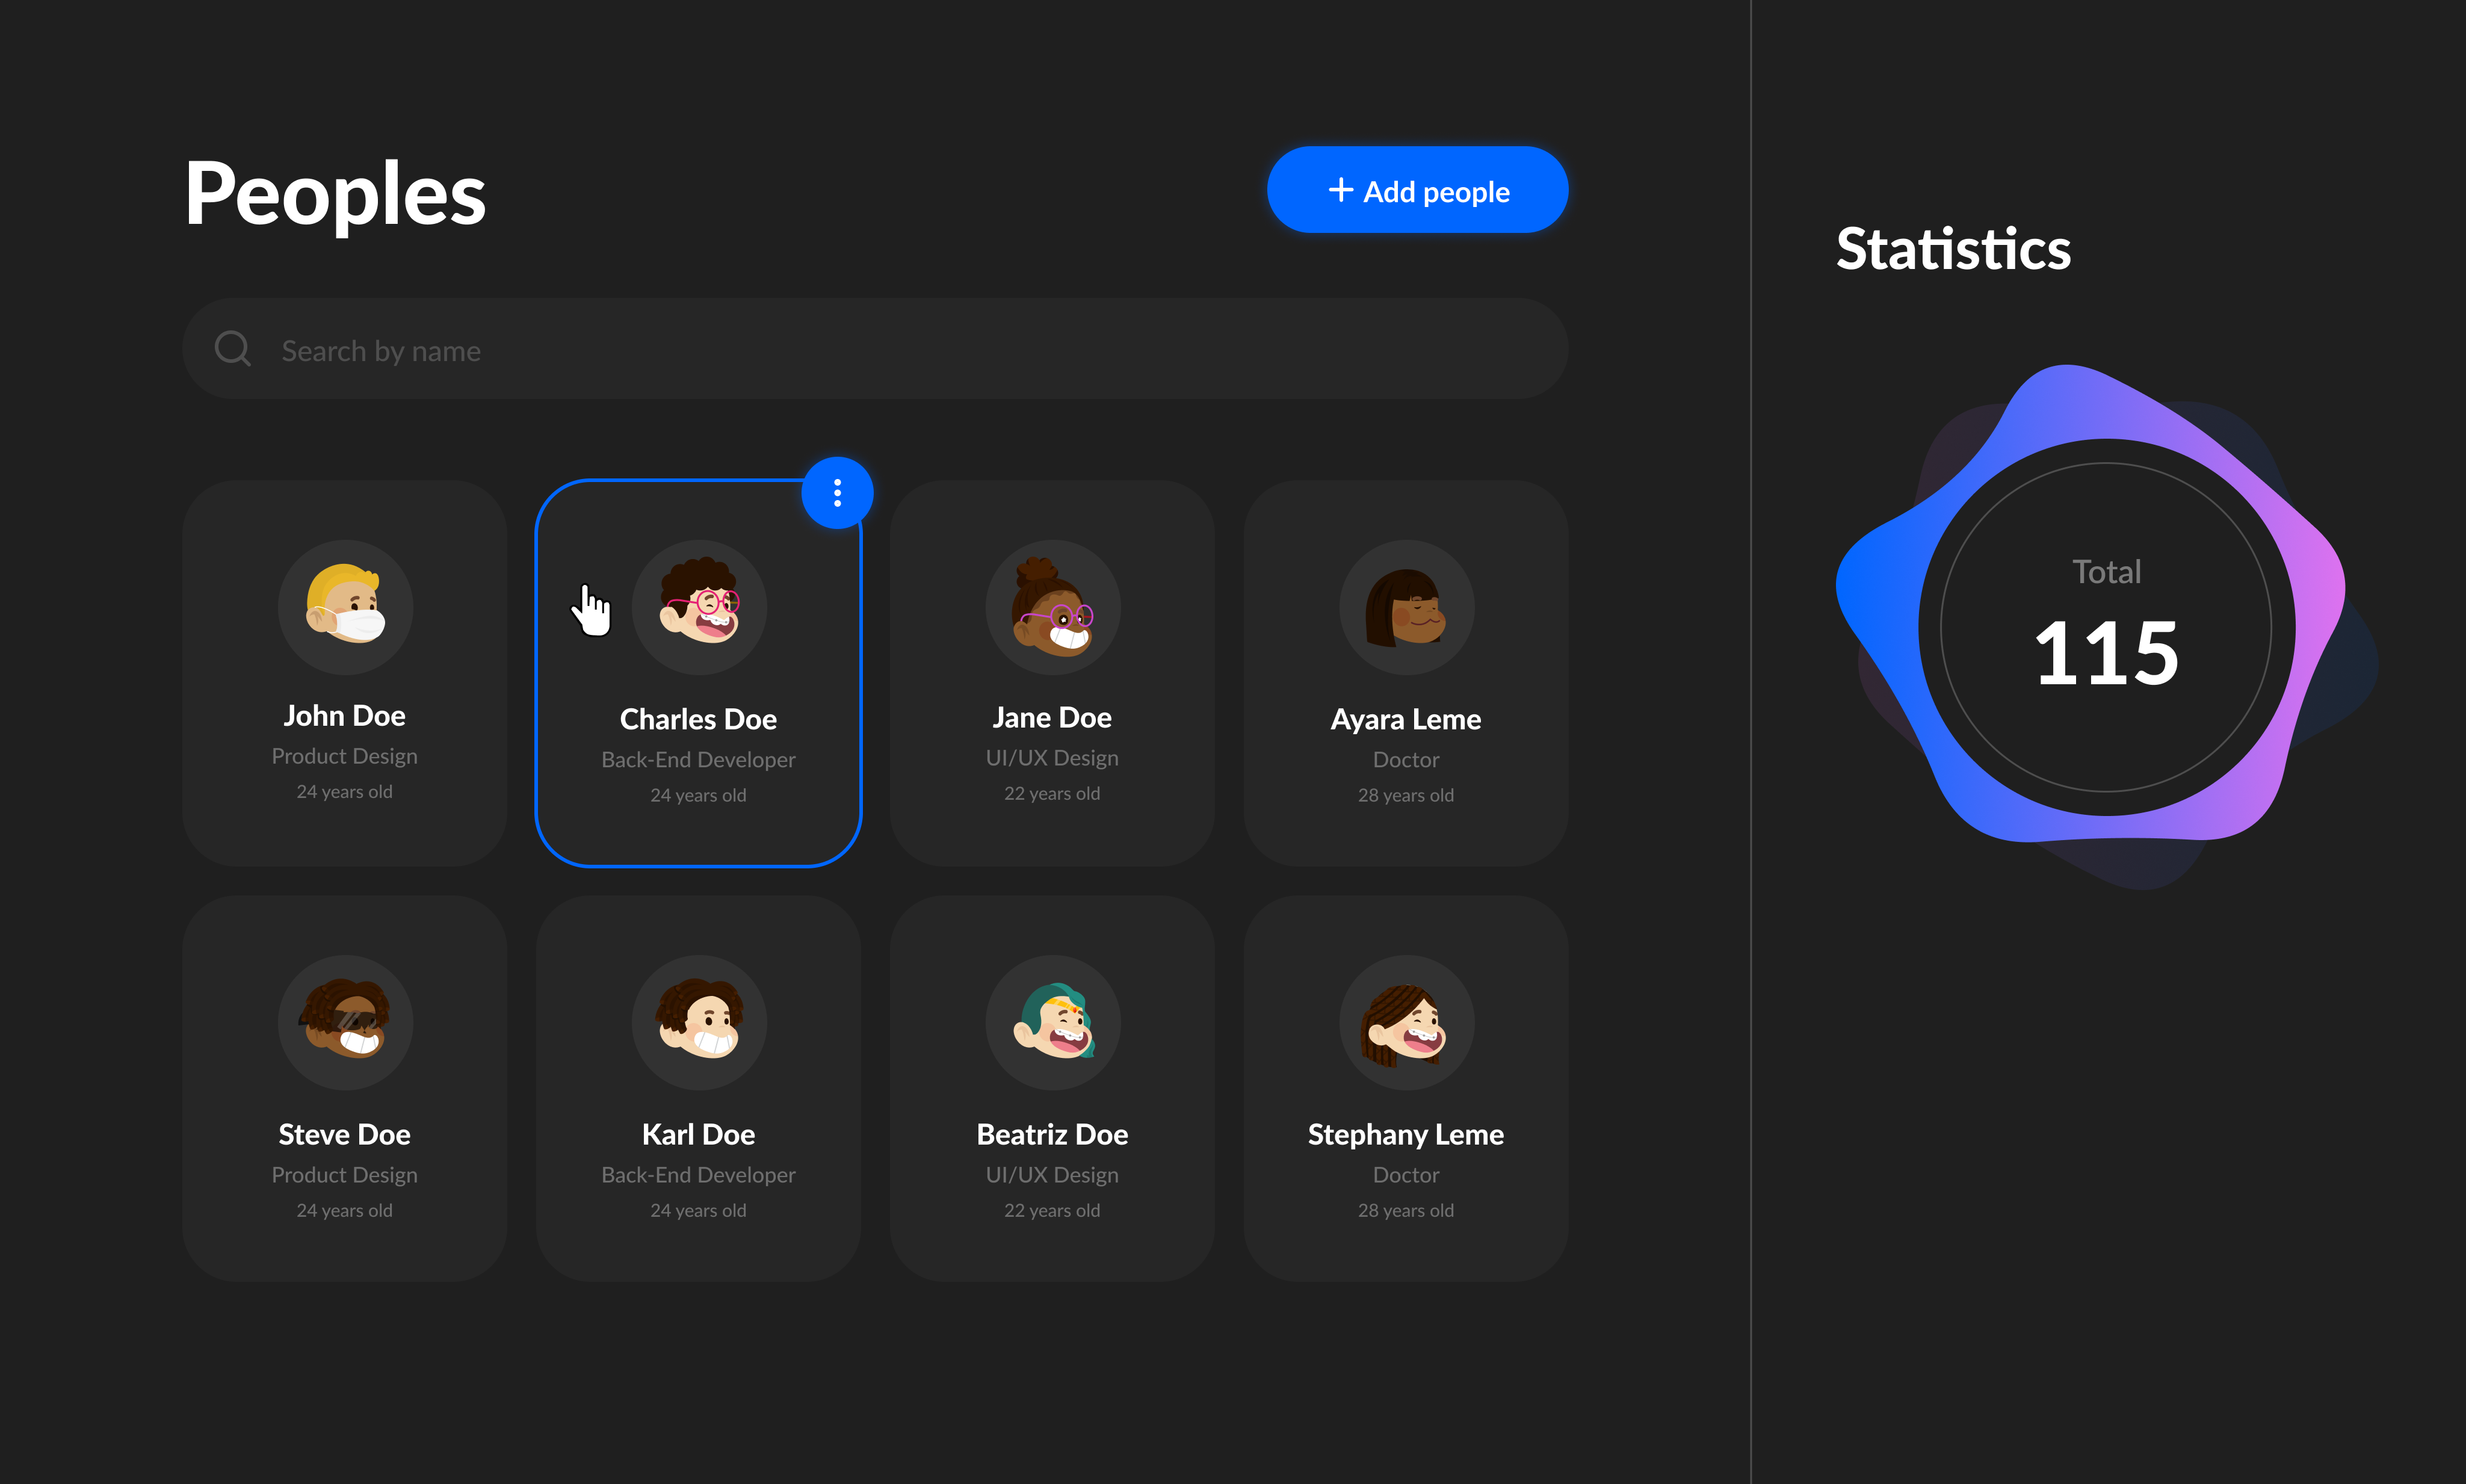 Peoples
Add people
Search by name
John Doe
Product Design
24 years old
Charles Doe
Back-End Developer
24 years old
Jane Doe
UI/UX Design
22 years old
Ayara Leme
Doctor
28 years old
Steve Doe
Product Design
24 years old
Karl Doe
Back-End Developer
24 years old
Beatriz Doe
UI/UX Design
22 years old
Stephany Leme
Doctor
28 years old
Statistics
Total
115